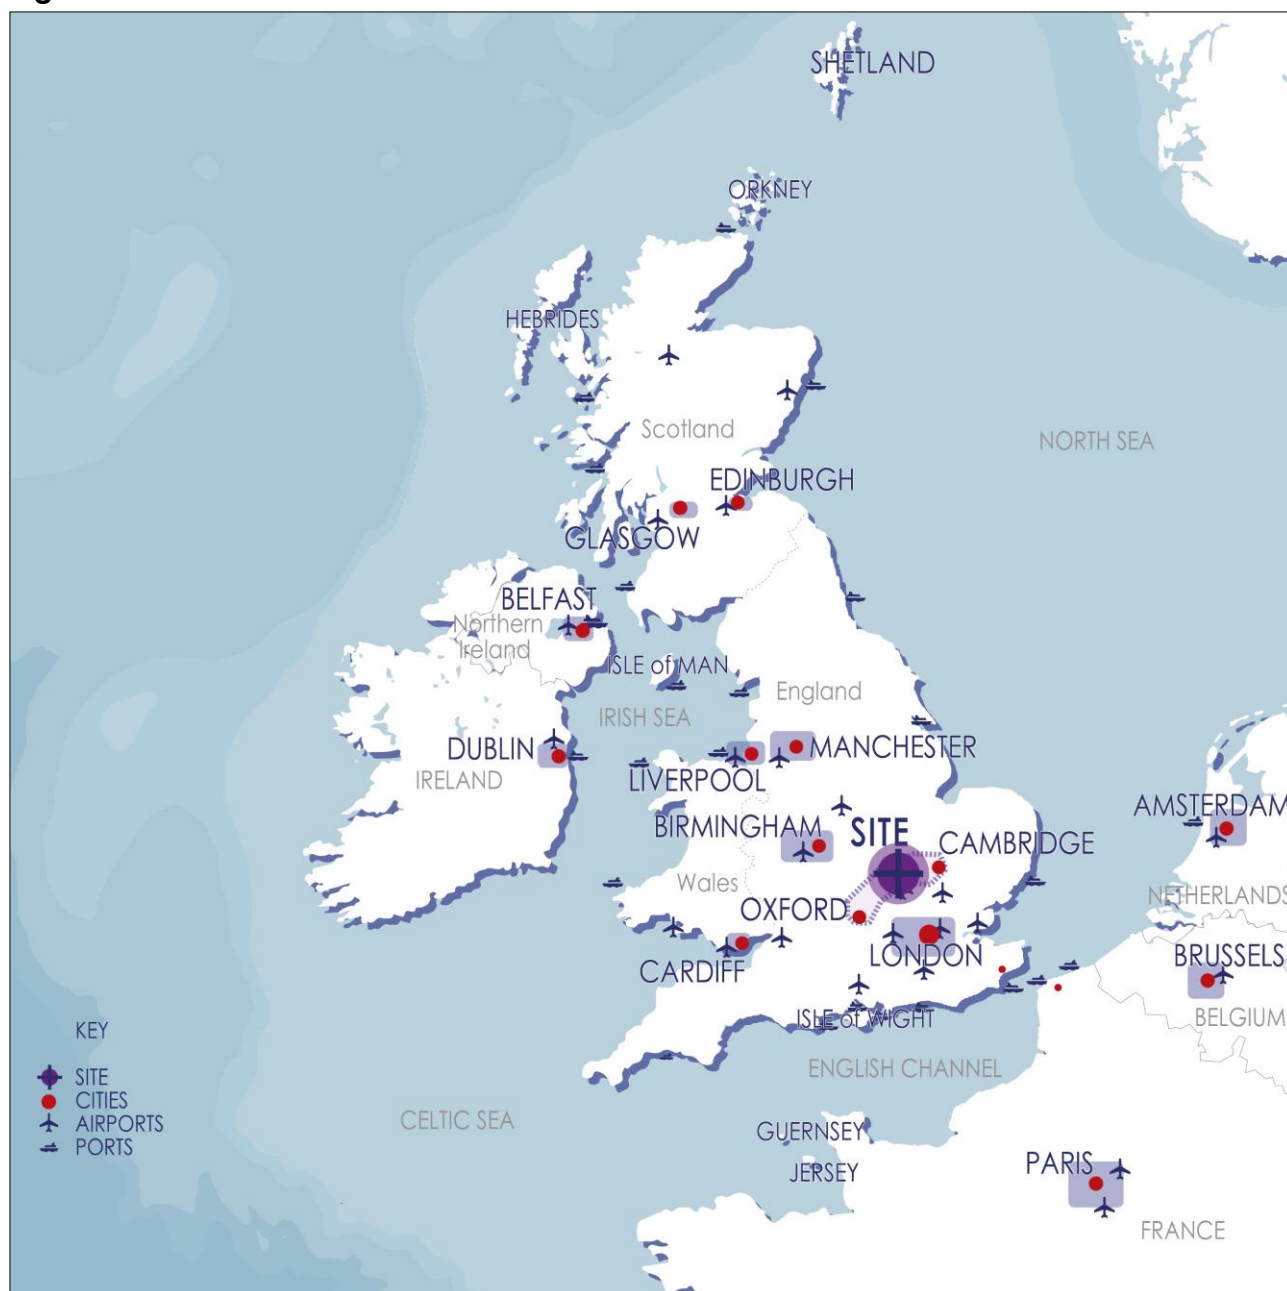 SHETLAND
ORKNEY
HEBRIDES
Scotland
NORTH SEA
EDINBURGH
GLASGOW
BELFAST
Northern
Ireland
ISLE of MAN
England
IRISH SEA
DUBLIN
MANCHESTER
IRELAND
LIVERPOOL
AMSTERDAM
BIRMINGHAM
SITE
CAMBRIDGE
Wales
NETHERLANDS
OXFORD
LONDON
BRUSSELS
CARDIFF
ISLE of WIGHT
BELGIUM
KEY
ENGLISH CHANNEL
SITE
CITIES
AIRPORTS
PORTS
CELTIC SEA
GUERNSEY
JERSEY
PARIS
FRANCE